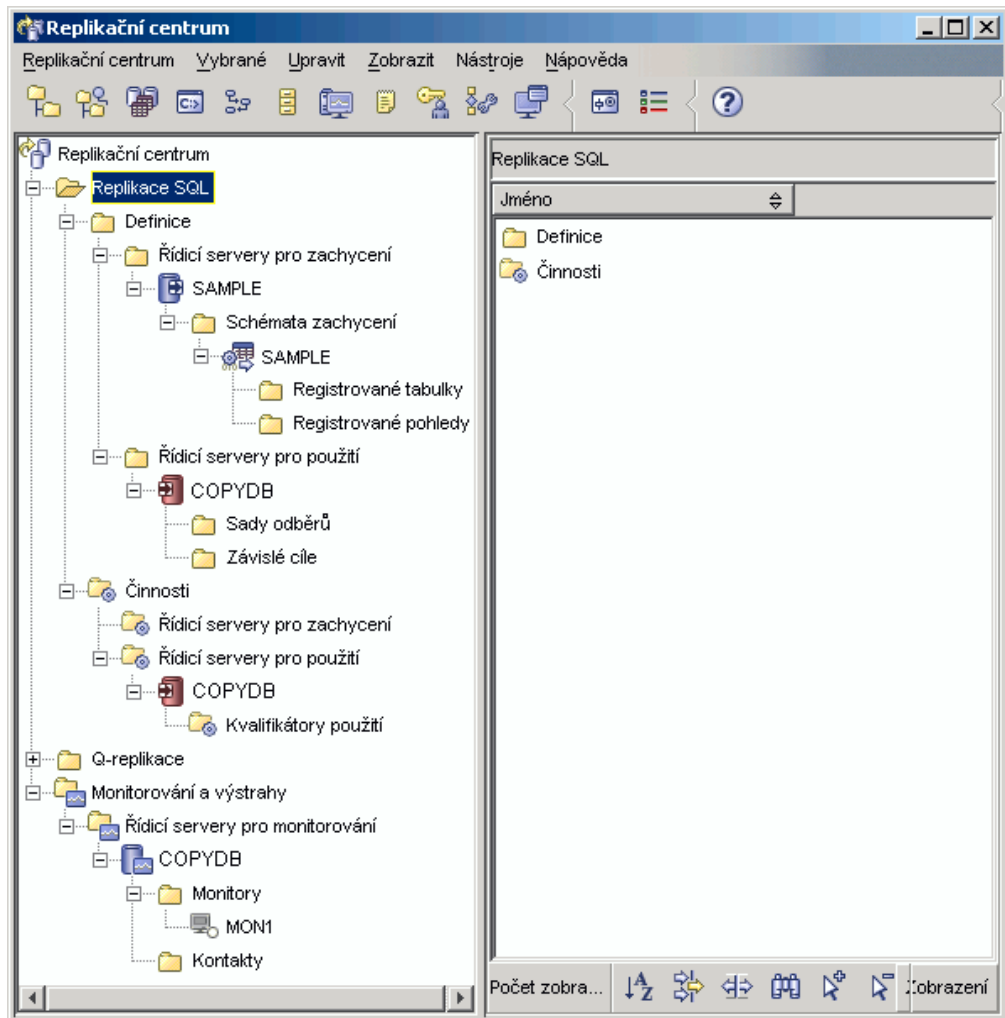 Replikační centrum
Replikační centrum Vybrané Upravit Zobrazit Nástroje Nápověda
Replikační centrum
Replikace SQL
Definice
Řídicí servery pro zachycení
SAMPLE
Schémata zachycení
SAMPLE
Registrované tabulky
Registrované pohledy
Řídicí servery pro použití
COPYDB
Sady odběrů
Závislé cíle
Činnosti
Řídicí servery pro zachycení
Řídicí servery pro použití
COPYDB
Kvalifikátory použití
Q-replikace
Monitorování a výstrahy
Řídicí servery pro monitorování
COPYDB
Monitory
MON1
Kontakty
Replikace SQL
Jméno
Definice
Činnosti
Počet zobra... Zobrazení